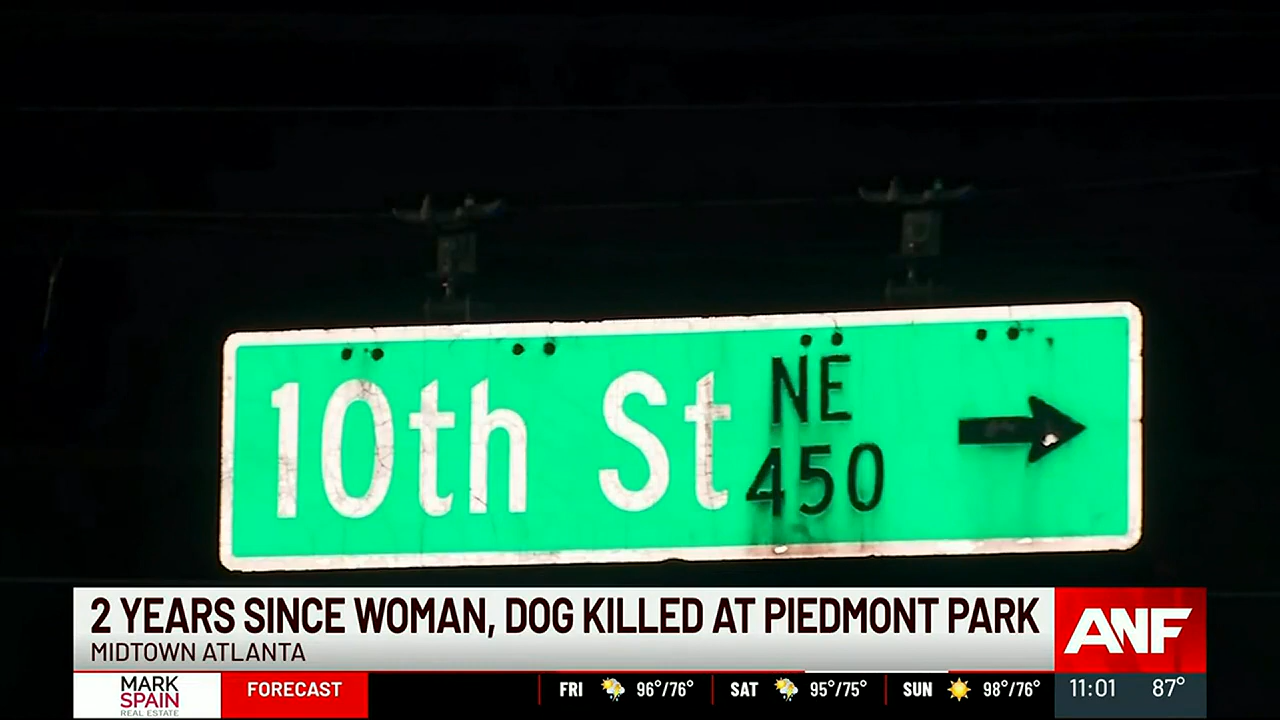 10th St NE
450
2 YEARS SINCE WOMAN, DOG KILLED AT PIEDMONT PARK
MIDTOWN ATLANTA
ANF
MARK
SPAIN
REAL ESTATE
FORECAST
FRI 96°/76°
SAT 95°/75°
SUN 98°/76°
11:01 87°